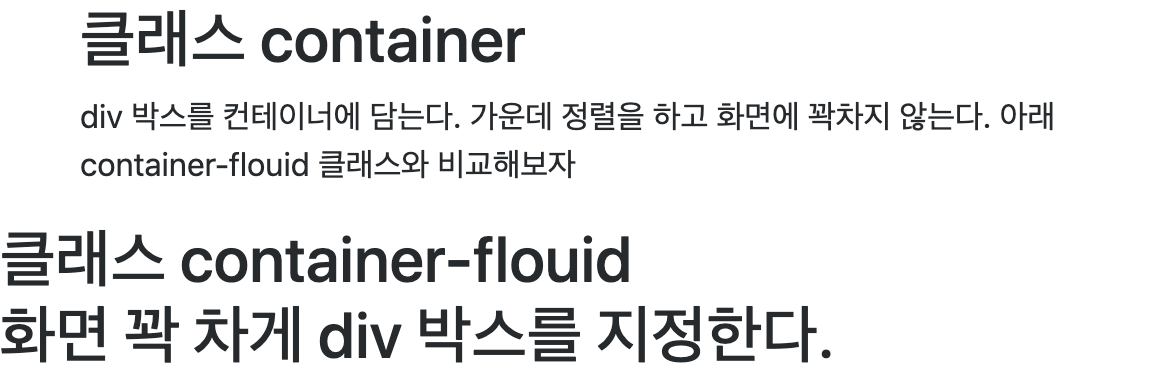 클래스 container
div 박스를 컨테이너에 담는다. 가운데 정렬을 하고 화면에 꽉차지 않는다. 아래
container-flouid 클래스와 비교해보자
클래스 container-flouid
화면 꽉 차게 div 박스를 지정한다.